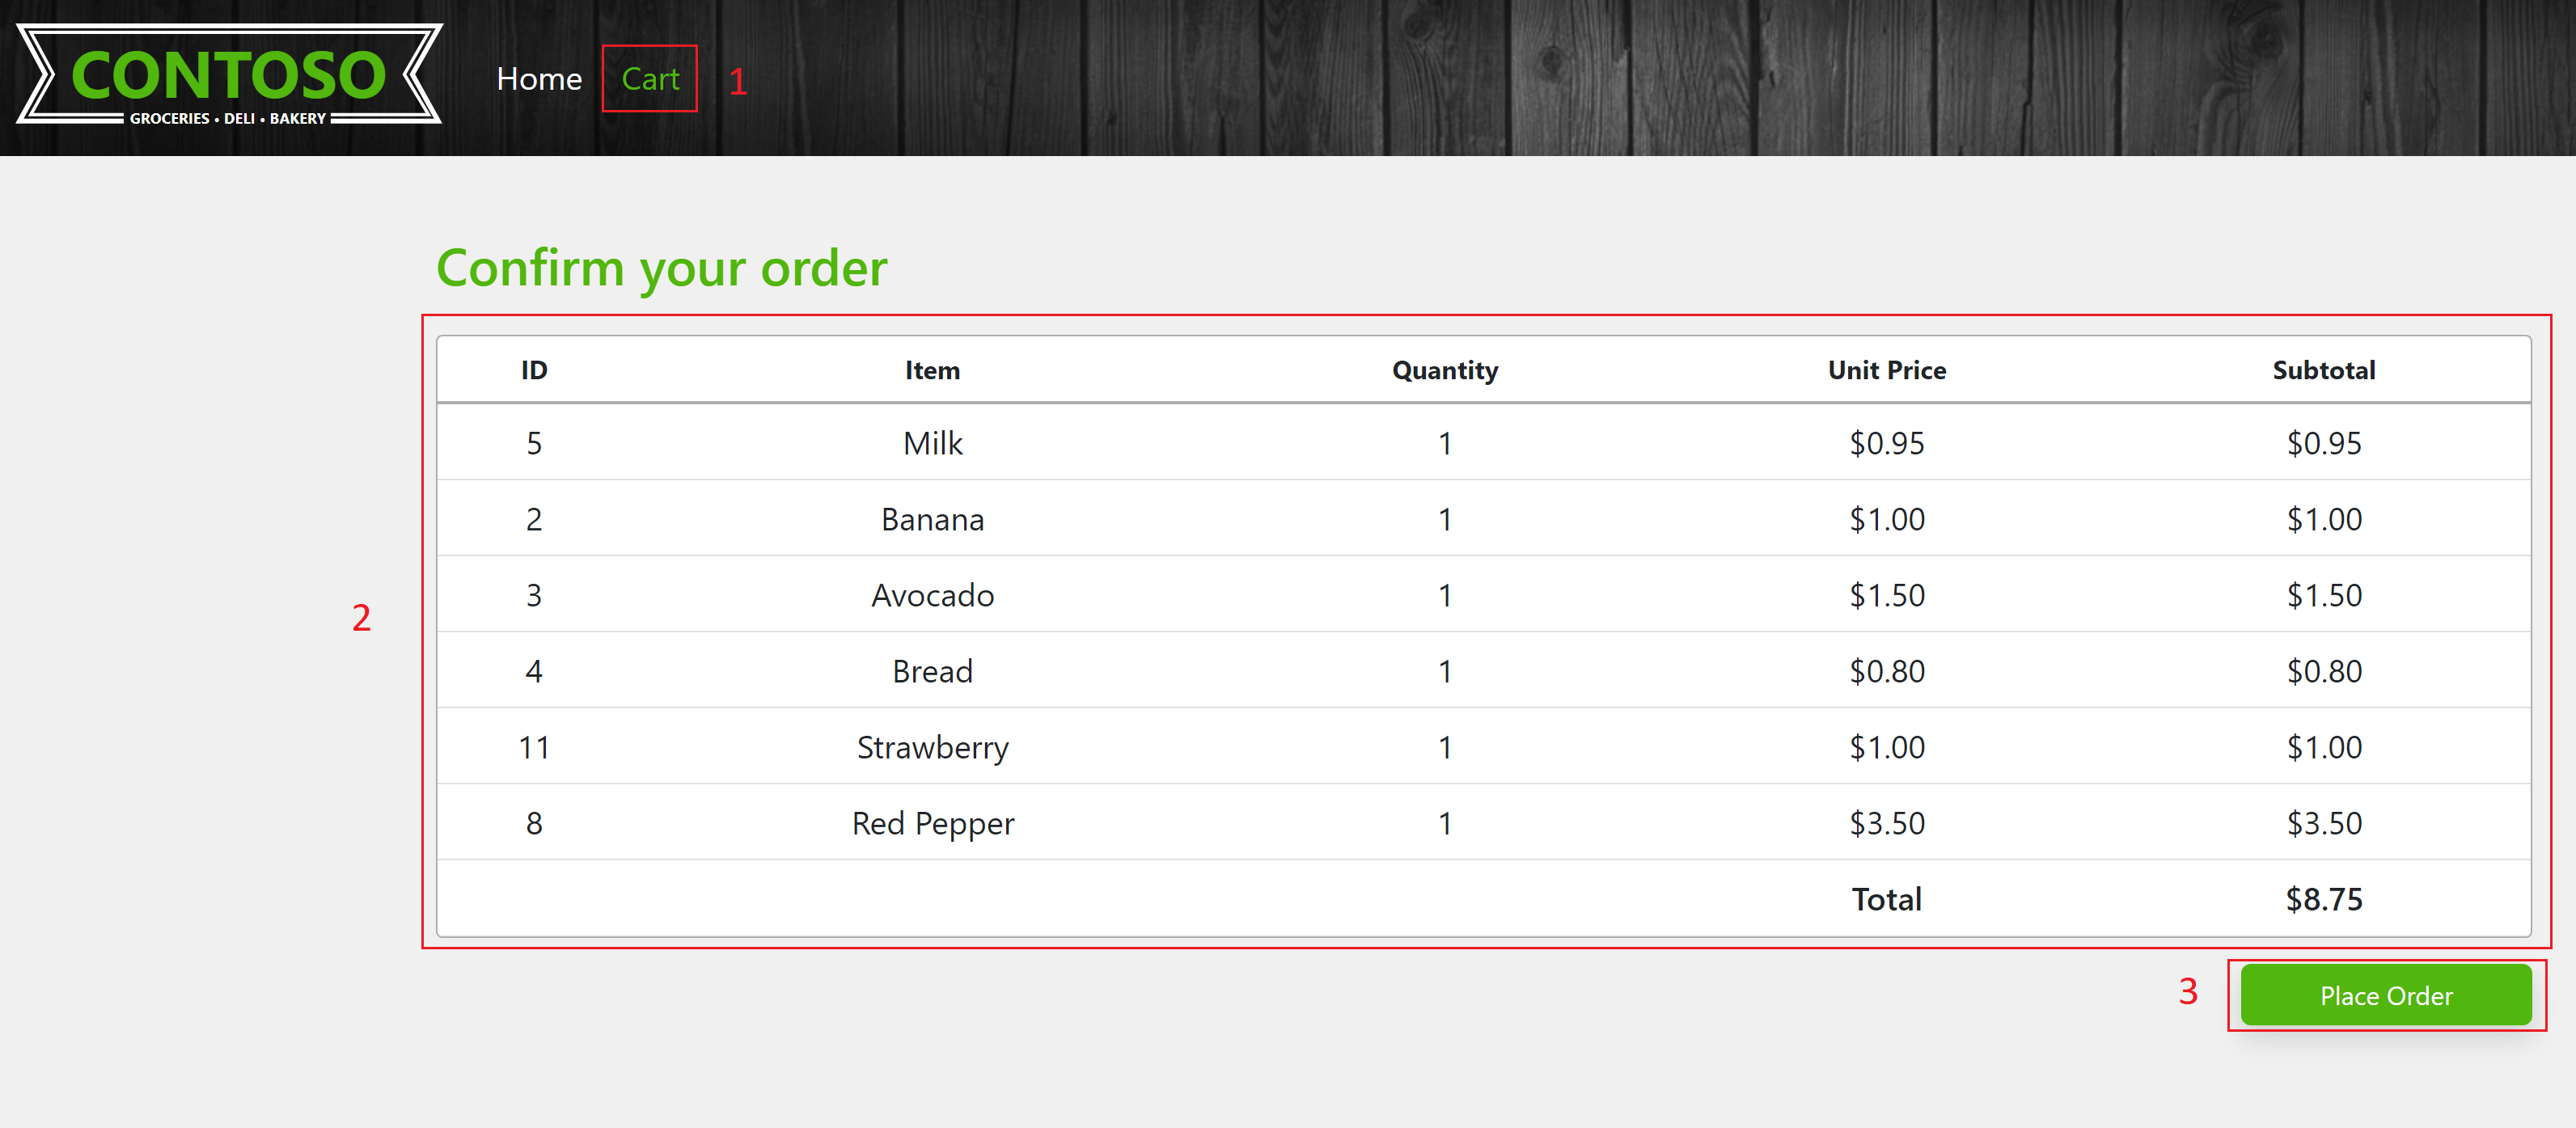 CONTOSO
GROCERIES • DELI • BAKERY
Home Cart 1
Confirm your order
ID Item Quantity Unit Price Subtotal
5 Milk 1 $0.95 $0.95
2 Banana 1 $1.00 $1.00
3 Avocado 1 $1.50 $1.50
2
4 Bread 1 $0.80 $0.80
11 Strawberry 1 $1.00 $1.00
8 Red Pepper 1 $3.50 $3.50
Total $8.75
3 Place Order